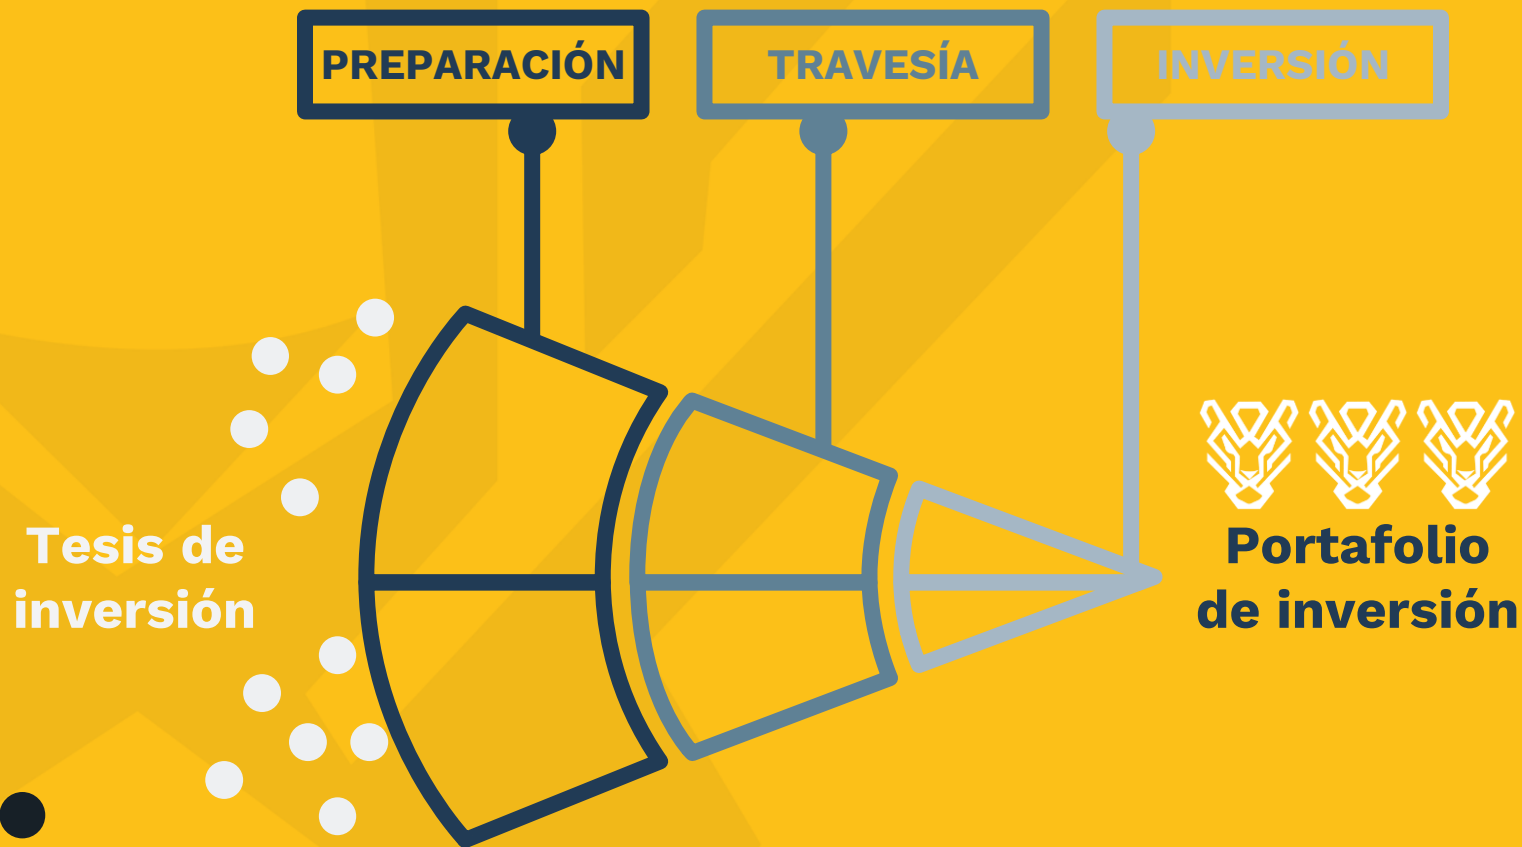 PREPARACIÓN
TRAVESÍA
INVERSIÓN
Tesis de
inversión
Portafolio
de inversión